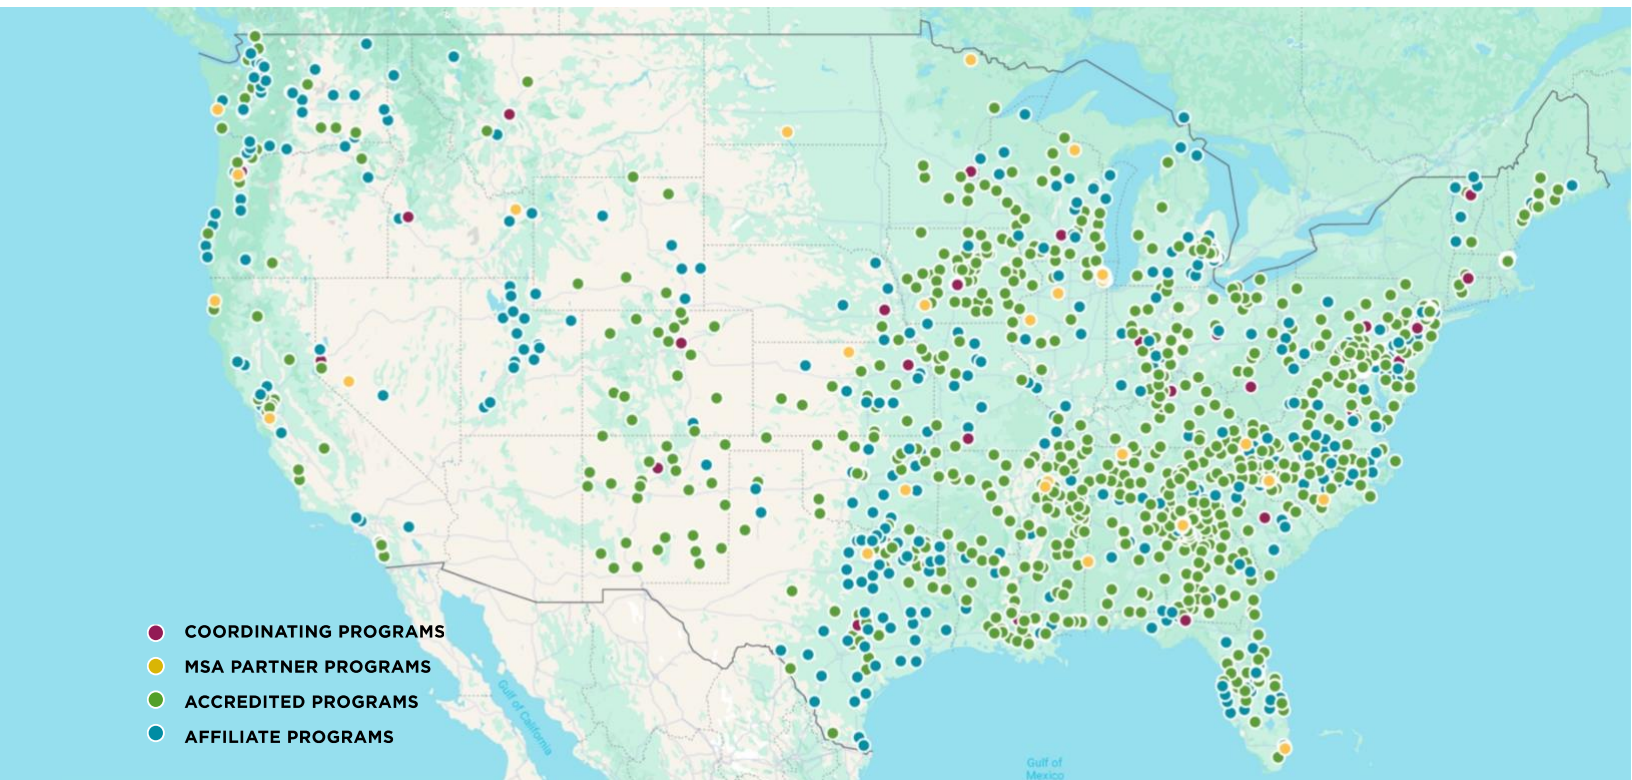 COORDINATING PROGRAMS
MSA PARTNER PROGRAMS
ACCREDITED PROGRAMS
AFFILIATE PROGRAMS
Gulf of California
Gulf of
Mexico